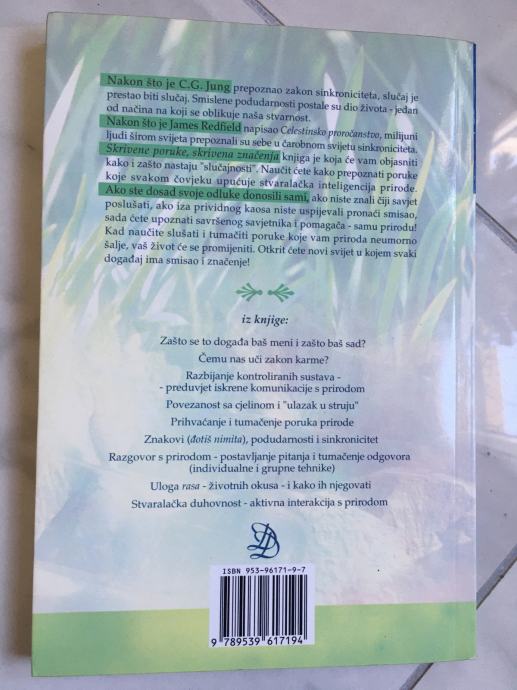 Nakon što je C.G. Jung prepoznao zakon sinkroniciteta, slučaj je
prestao biti slučaj. Smislene podudarnosti postale su dio života - jedan
od načina na koji se oblikuje naša stvarnost.
Nakon što je James Redfield napisao Celestinsko proročanstvo, milijuni
ljudi širom svijeta prepoznali su sebe u čarobnom svijetu sinkroniciteta.
Skrivene poruke, skrivena značenja knjiga je koja će vam objasniti
kako i zašto nastaju "slučajnosti". Naučit ćete kako prepoznati poruke
koje svakom čovjeku upućuje stvaralačka inteligencija prirode.
Ako ste dosad svoje odluke donosili sami, ako niste znali čiji savjet
poslušati, ako iza prividnog kaosa niste uspijevali pronaći smisao,
sada ćete upoznati savršenog savjetnika i pomagača - samu prirodu!
Kad naučite slušati i tumačiti poruke koje vam priroda neumorno
šalje, vaš život će se promijeniti. Otkrit ćete novi svijet u kojem svaki
događaj ima smisao i značenje!
iz knjige:
Zašto se to događa baš meni i zašto baš sad?
Čemu nas uči zakon karme?
Razbijanje kontroliranih sustava -
- preduvjet iskrene komunikacije s prirodom
Povezanost sa cjelinom i "ulazak u struju"
Prihvaćanje i tumačenje poruka prirode
Znakovi (đotiš nimita), podudarnosti i sinkronicitet
Razgovor s prirodom - postavljanje pitanja i tumačenje odgovora
(individualne i grupne tehnike)
Uloga rasa - životnih okusa - i kako ih njegovati
Stvaralačka duhovnost - aktivna interakcija s prirodom
ISBN 953-96171-9-7
9 789539 617194